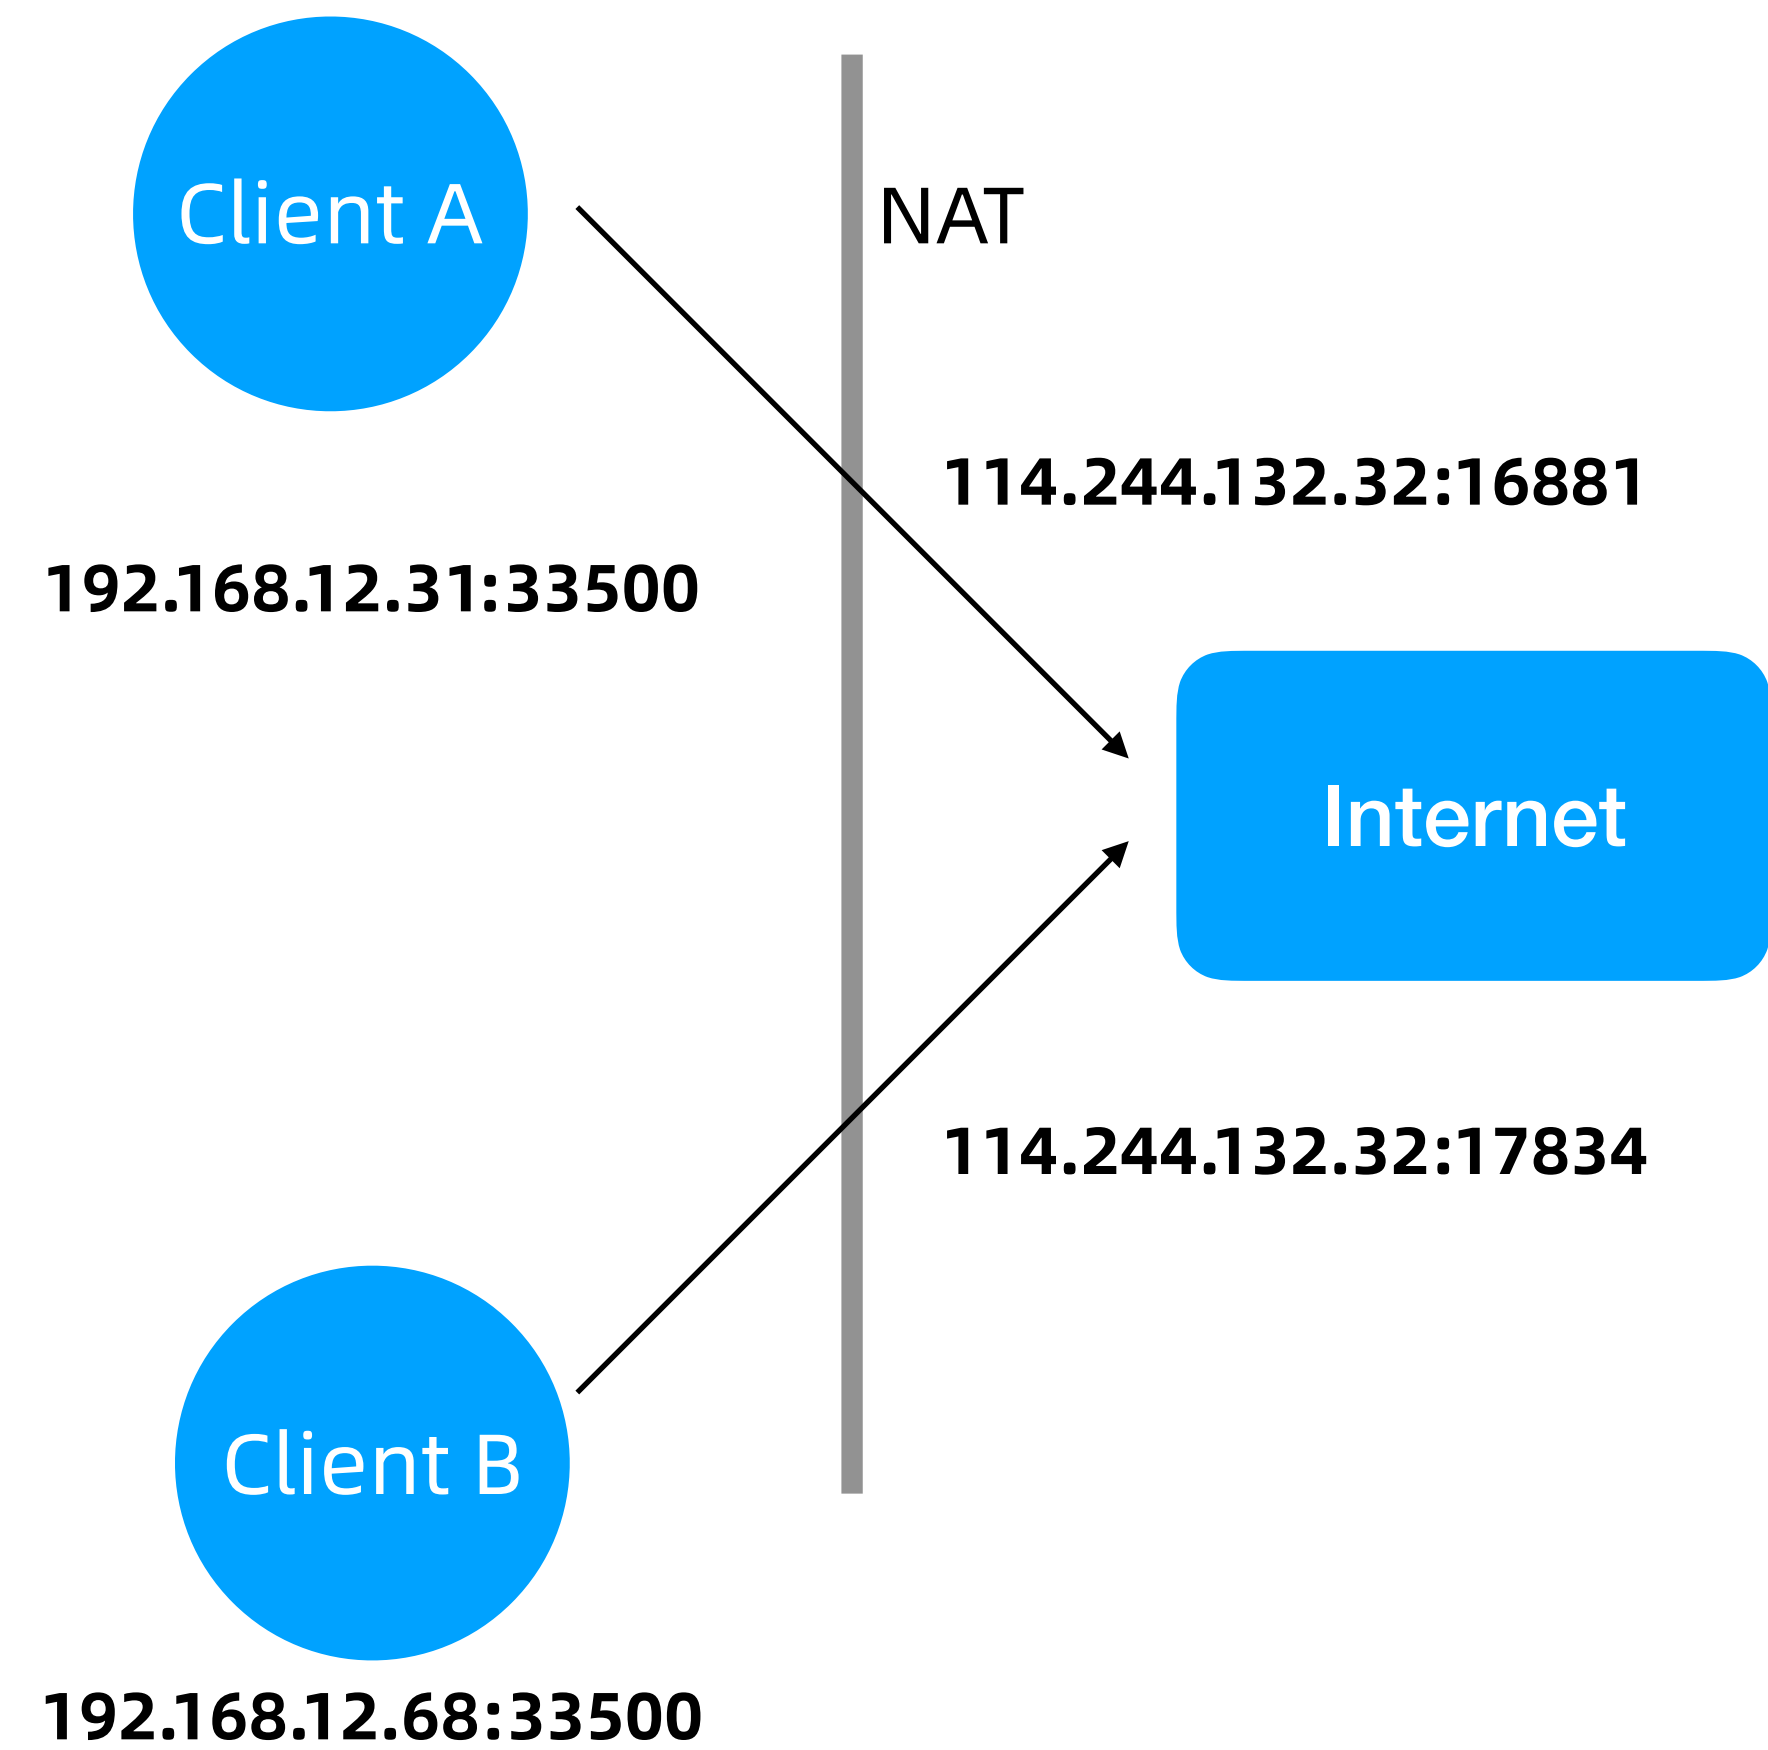 Client A
NAT
114.244.132.32:16881
192.168.12.31:33500
Internet
114.244.132.32:17834
Client B
192.168.12.68:33500